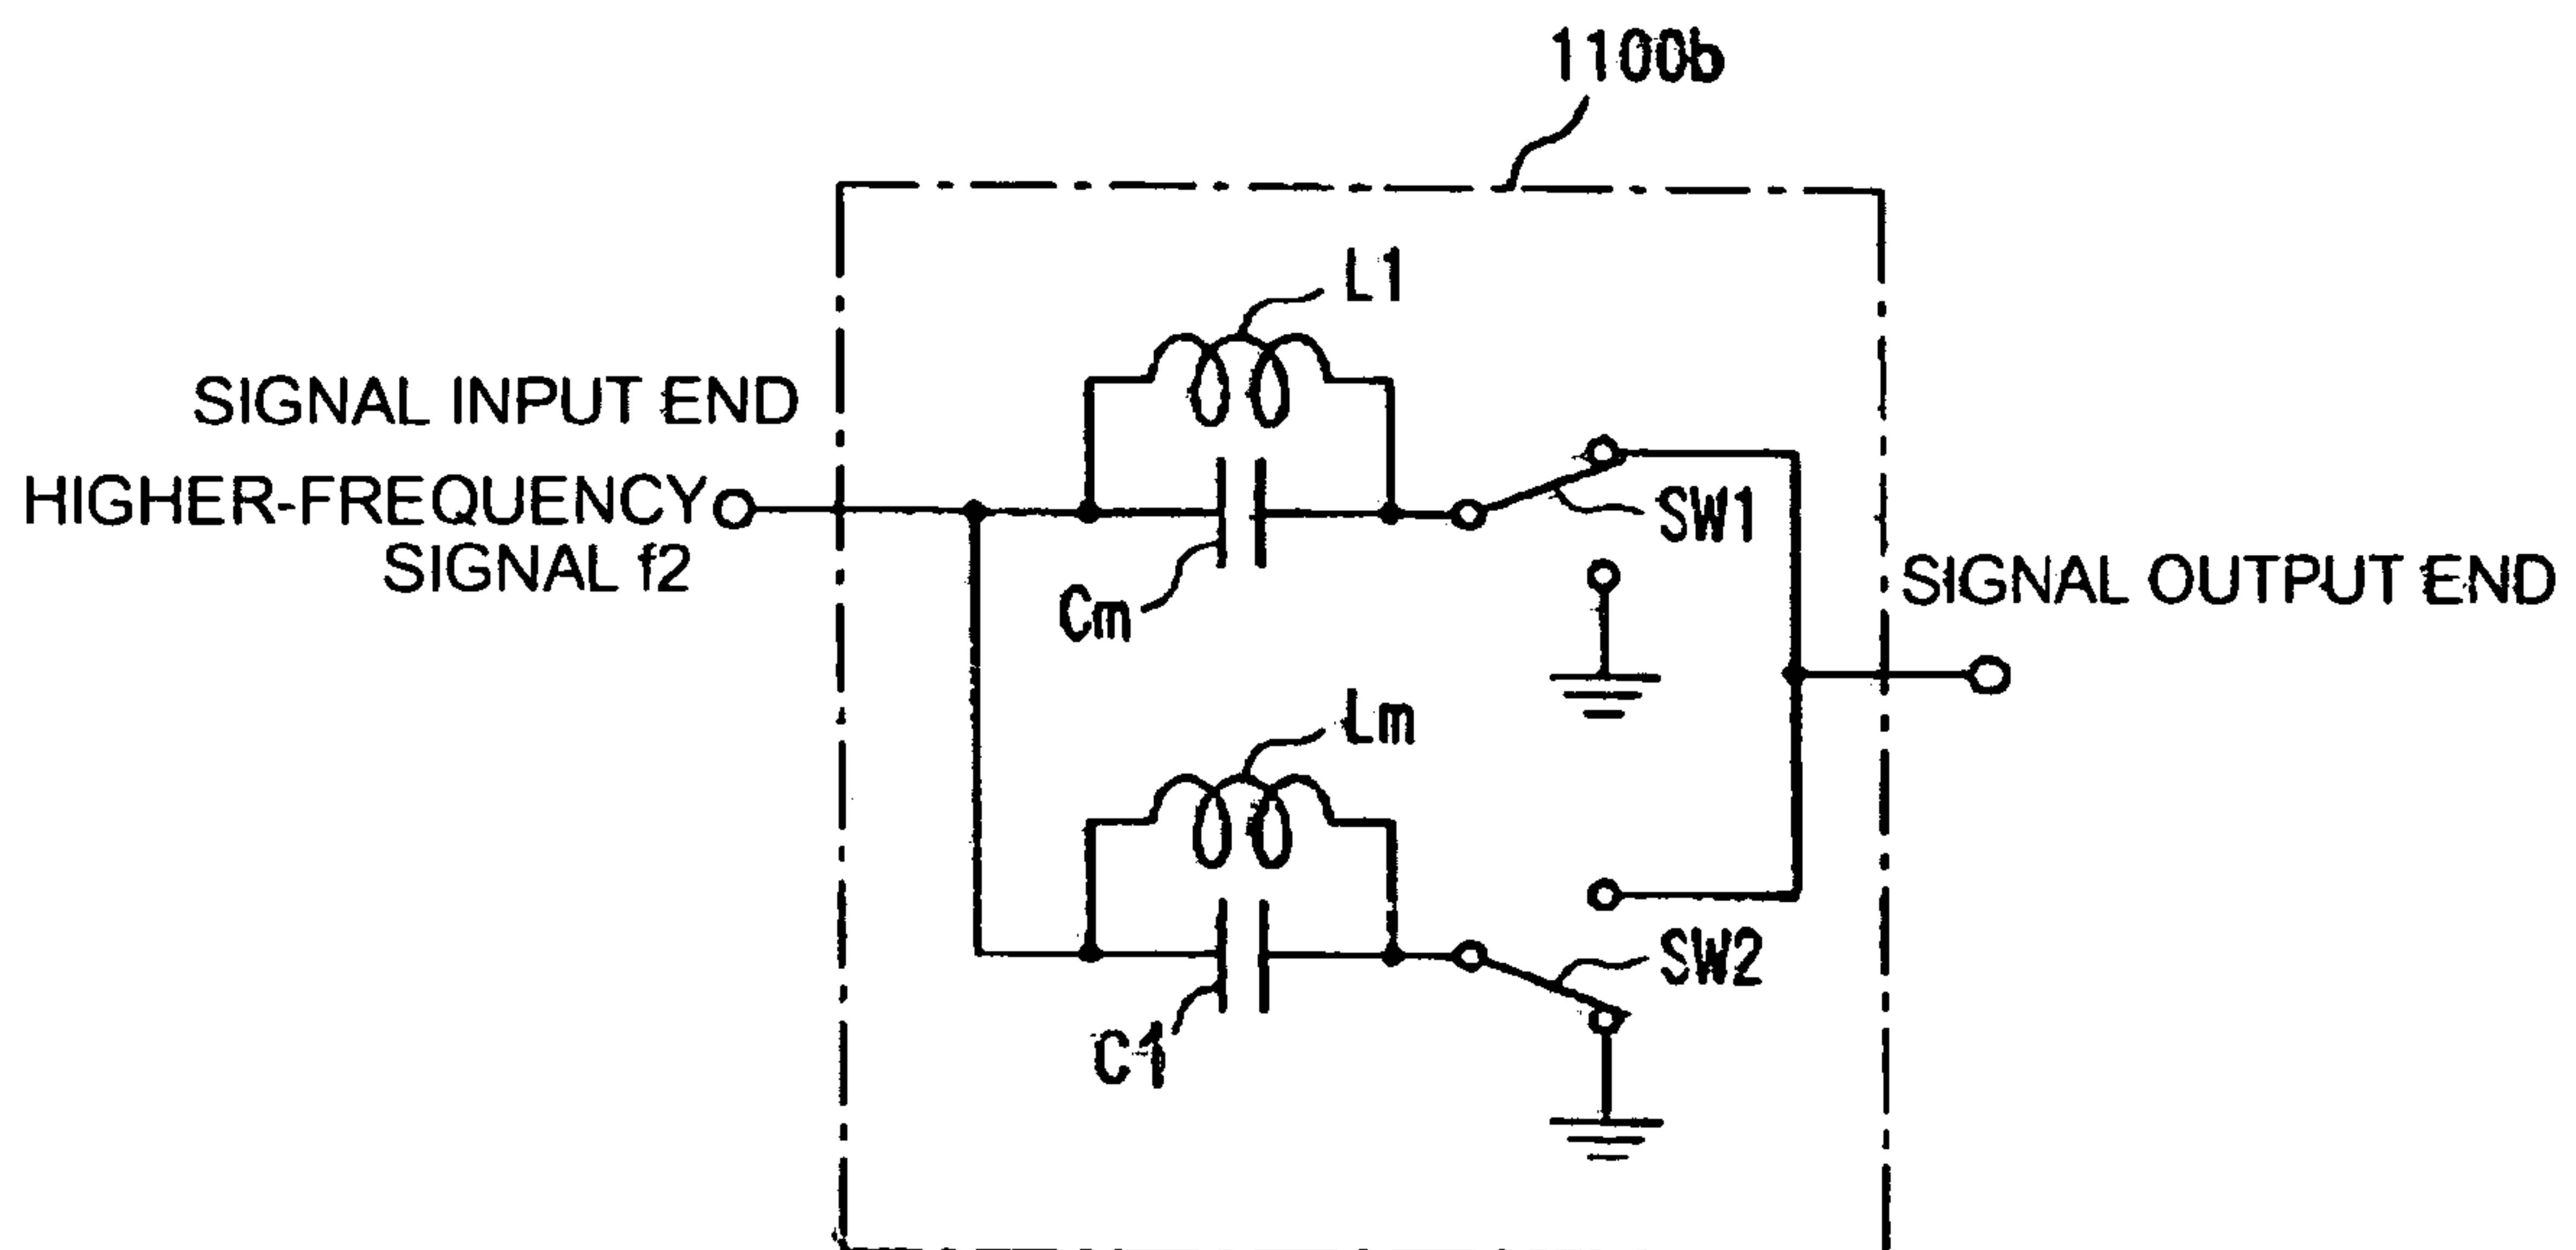 1100b
L1
SIGNAL INPUT END
HIGHER-FREQUENCY
SIGNAL f2
SW1
Cm
SIGNAL OUTPUT END
Lm
SW2
C1